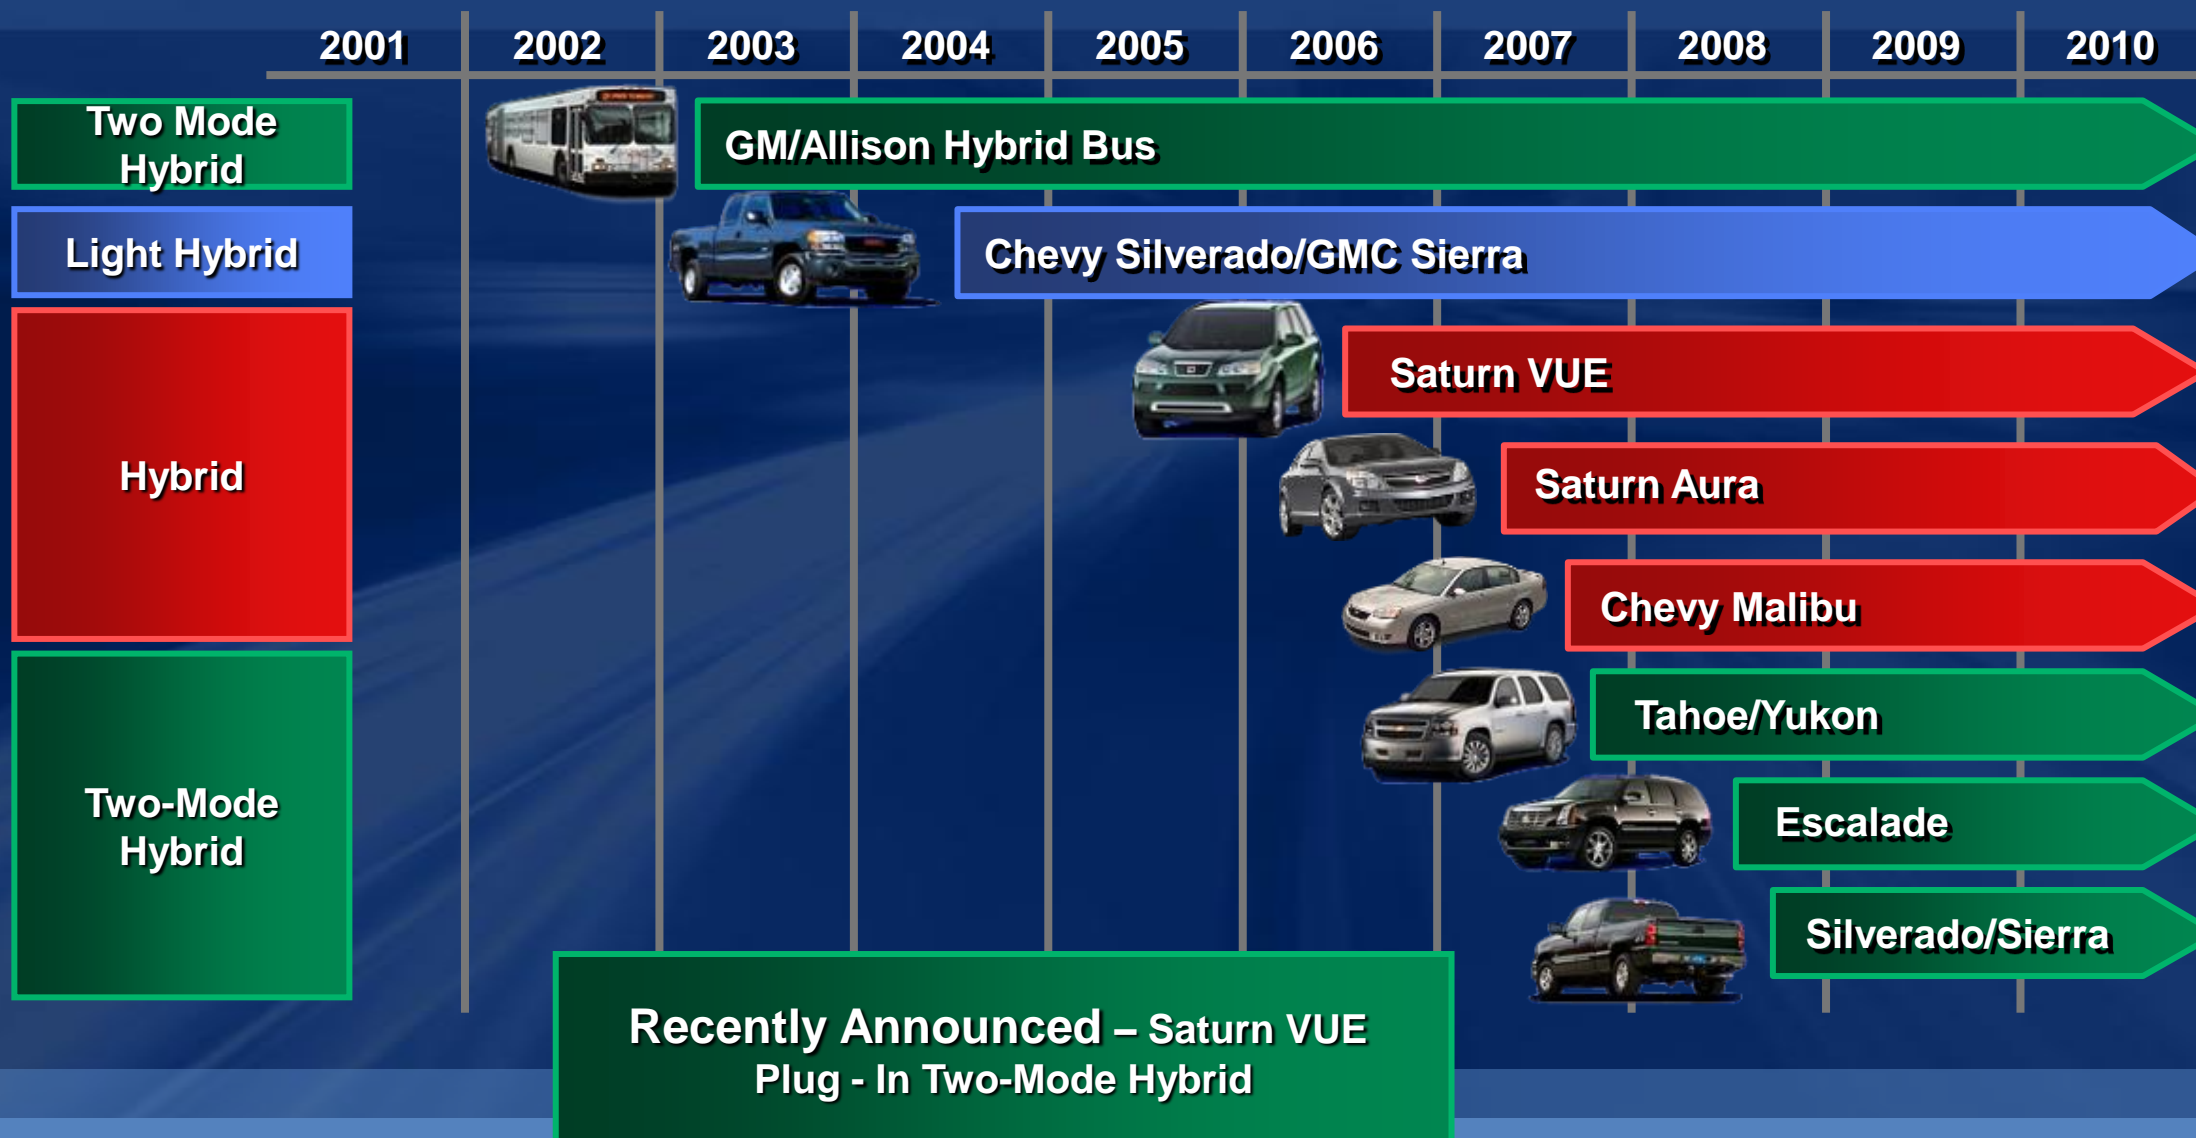 2001 2002 2003 2004 2005 2006 2007 2008 2009 2010
Two Mode
Hybrid
GM/Allison Hybrid Bus
Light Hybrid
Chevy Silverado/GMC Sierra
Hybrid
Saturn VUE
Saturn Aura
Chevy Malibu
Two-Mode
Hybrid
Tahoe/Yukon
Escalade
Silverado/Sierra
Recently Announced – Saturn VUE
Plug - In Two-Mode Hybrid